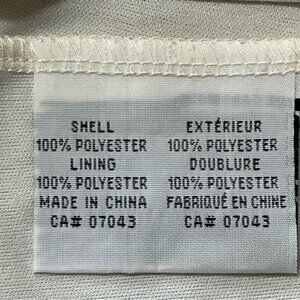 SHELL
100% POLYESTER
LINING
100% POLYESTER
MADE IN CHINA
CA# 07043
EXTÉRIEUR
100% POLYESTER
DOUBLURE
100% POLYESTER
FABRIQUÉ EN CHINE
CA# 07043